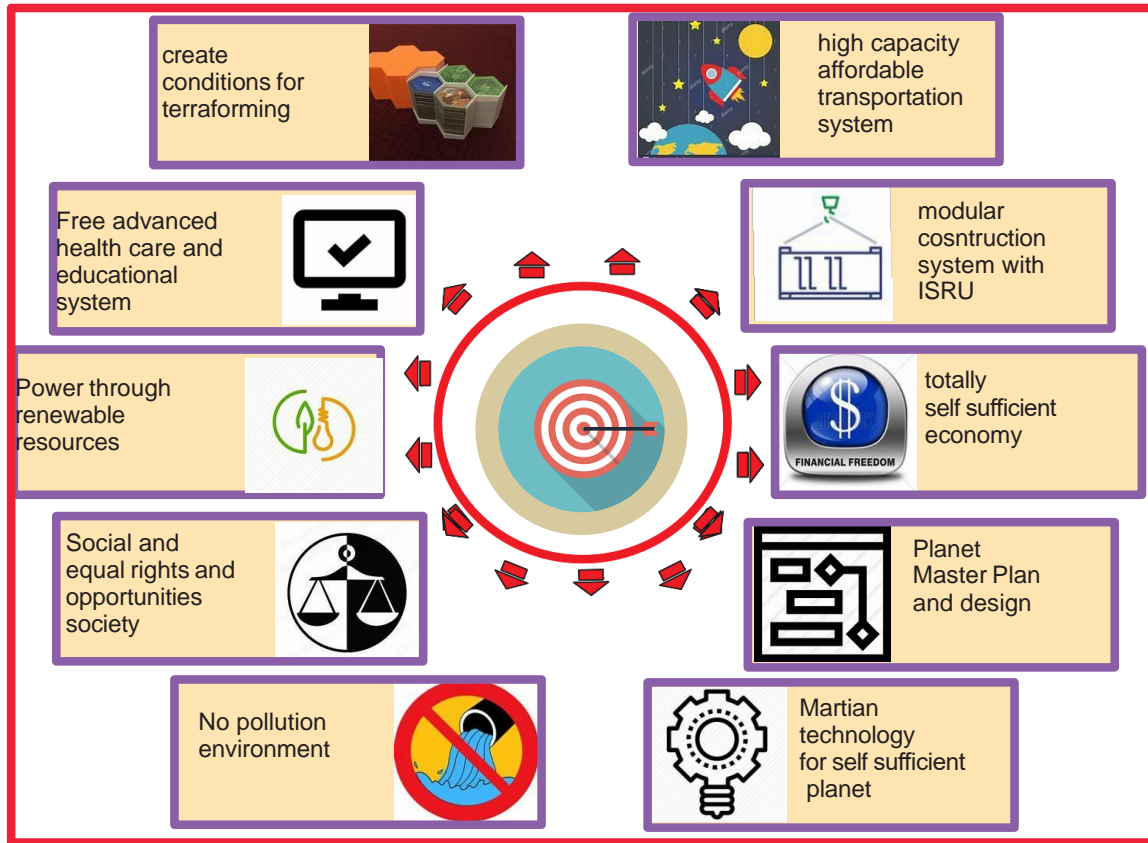 create
conditions for
terraforming
high capacity
affordable
transportation
system
Free advanced
health care and
educational
system
modular
cosntruction
system with
ISRU
Power through
renewable
resources
totally
self sufficient
economy
$
FINANCIAL FREEDOM
Social and
equal rights and
opportunities
society
Planet
Master Plan
and design
No pollution
environment
Martian
technology
for self sufficient
planet